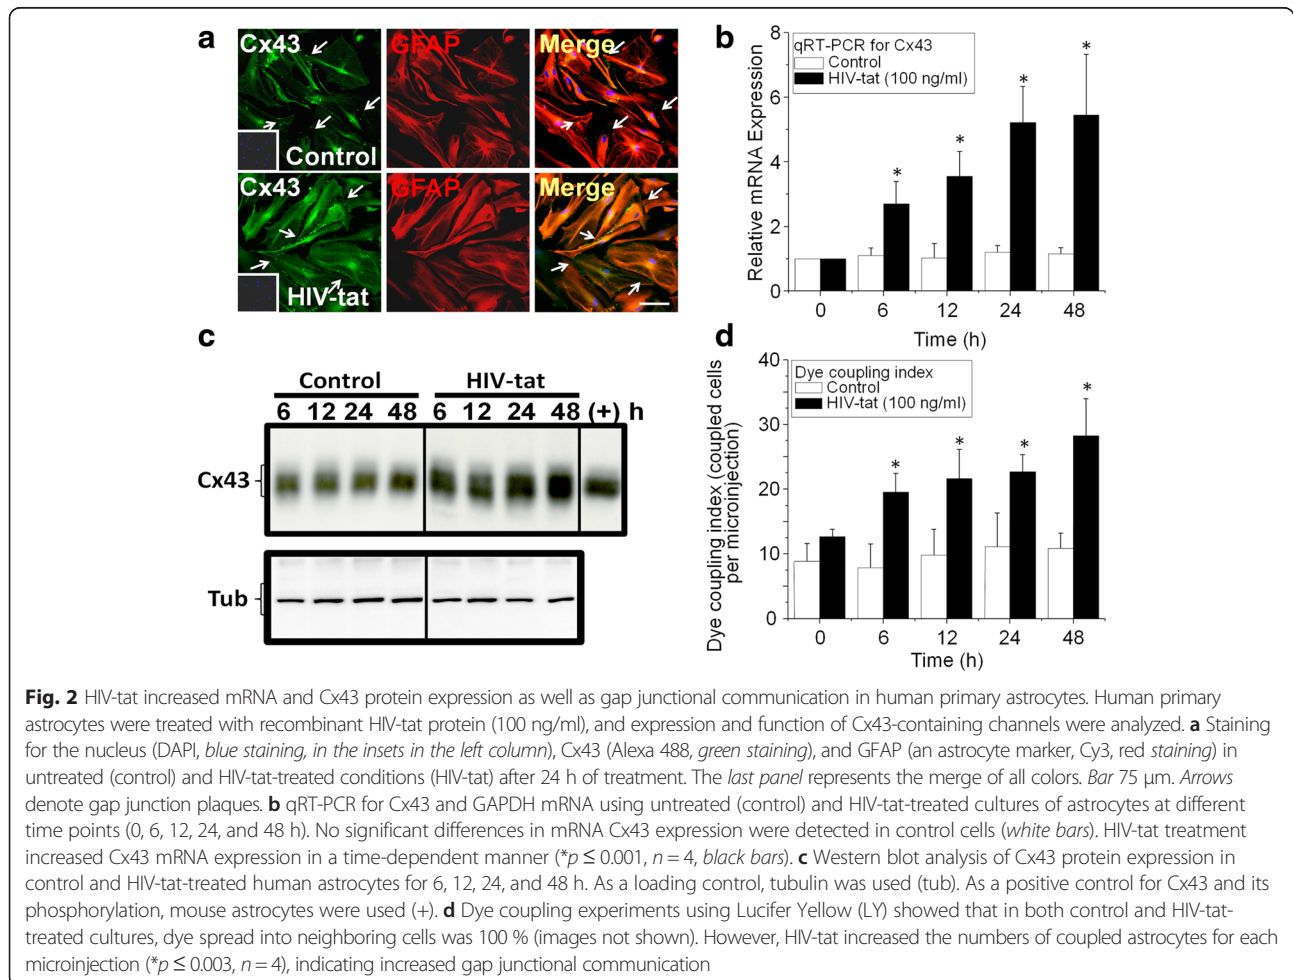 a
Cx43
GFAP
Merge
Control
Cx43
GFAP
Merge
HIV-tat
b
qRT-PCR for Cx43
Control
HIV-tat (100 ng/ml)
Relative mRNA Expression
8
6
4
2
1
0
*
*
*
*
0 6 12 24 48
Time (h)
c
Control HIV-tat
6 12 24 48 6 12 24 48 (+) h
Cx43
Tub
d
Dye coupling index
Control
HIV-tat (100 ng/ml)
Dye coupling index (coupled cells
per microinjection)
40
30
20
10
0
*
*
*
*
0 6 12 24 48
Time (h)
Fig. 2 HIV-tat increased mRNA and Cx43 protein expression as well as gap junctional communication in human primary astrocytes. Human primary
astrocytes were treated with recombinant HIV-tat protein (100 ng/ml), and expression and function of Cx43-containing channels were analyzed. a Staining
for the nucleus (DAPI, blue staining, in the insets in the left column), Cx43 (Alexa 488, green staining), and GFAP (an astrocyte marker, Cy3, red staining) in
untreated (control) and HIV-tat-treated conditions (HIV-tat) after 24 h of treatment. The last panel represents the merge of all colors. Bar 75 μm. Arrows
denote gap junction plaques. b qRT-PCR for Cx43 and GAPDH mRNA using untreated (control) and HIV-tat-treated cultures of astrocytes at different
time points (0, 6, 12, 24, and 48 h). No significant differences in mRNA Cx43 expression were detected in control cells (white bars). HIV-tat treatment
increased Cx43 mRNA expression in a time-dependent manner (*p ≤ 0.001, n = 4, black bars). c Western blot analysis of Cx43 protein expression in
control and HIV-tat-treated human astrocytes for 6, 12, 24, and 48 h. As a loading control, tubulin was used (tub). As a positive control for Cx43 and its
phosphorylation, mouse astrocytes were used (+). d Dye coupling experiments using Lucifer Yellow (LY) showed that in both control and HIV-tat-
treated cultures, dye spread into neighboring cells was 100 % (images not shown). However, HIV-tat increased the numbers of coupled astrocytes for each
microinjection (*p ≤ 0.003, n = 4), indicating increased gap junctional communication